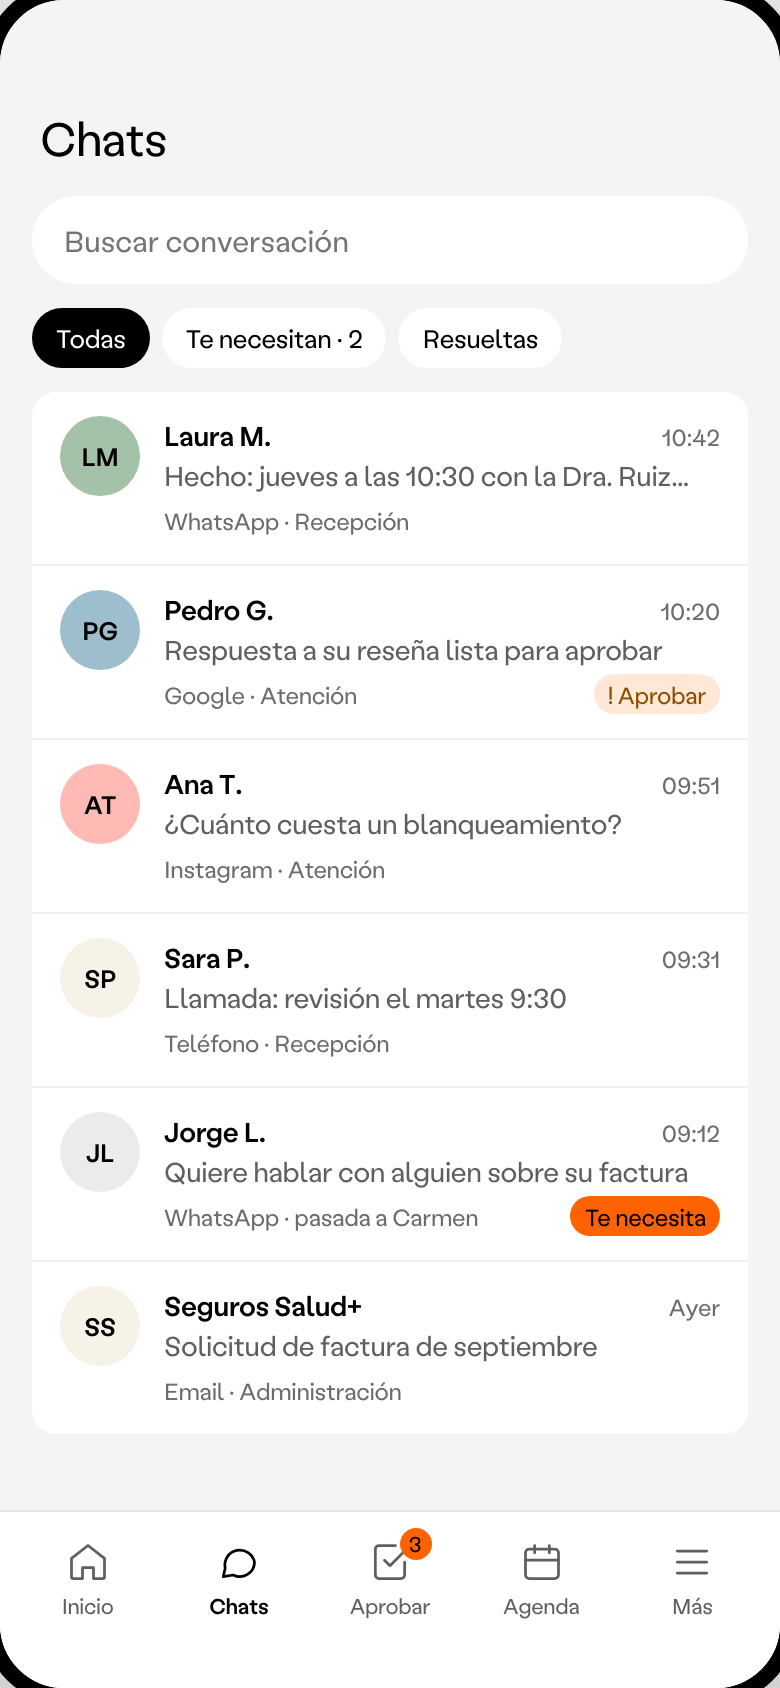 Chats
Buscar conversación
Todas
Te necesitan · 2
Resueltas
LM
Laura M.
10:42
Hecho: jueves a las 10:30 con la Dra. Ruiz...
WhatsApp · Recepción
PG
Pedro G.
10:20
Respuesta a su reseña lista para aprobar
Google · Atención
! Aprobar
AT
Ana T.
09:51
¿Cuánto cuesta un blanqueamiento?
Instagram · Atención
SP
Sara P.
09:31
Llamada: revisión el martes 9:30
Teléfono · Recepción
JL
Jorge L.
09:12
Quiere hablar con alguien sobre su factura
WhatsApp · pasada a Carmen
Te necesita
SS
Seguros Salud+
Ayer
Solicitud de factura de septiembre
Email · Administración
3
Inicio
Chats
Aprobar
Agenda
Más